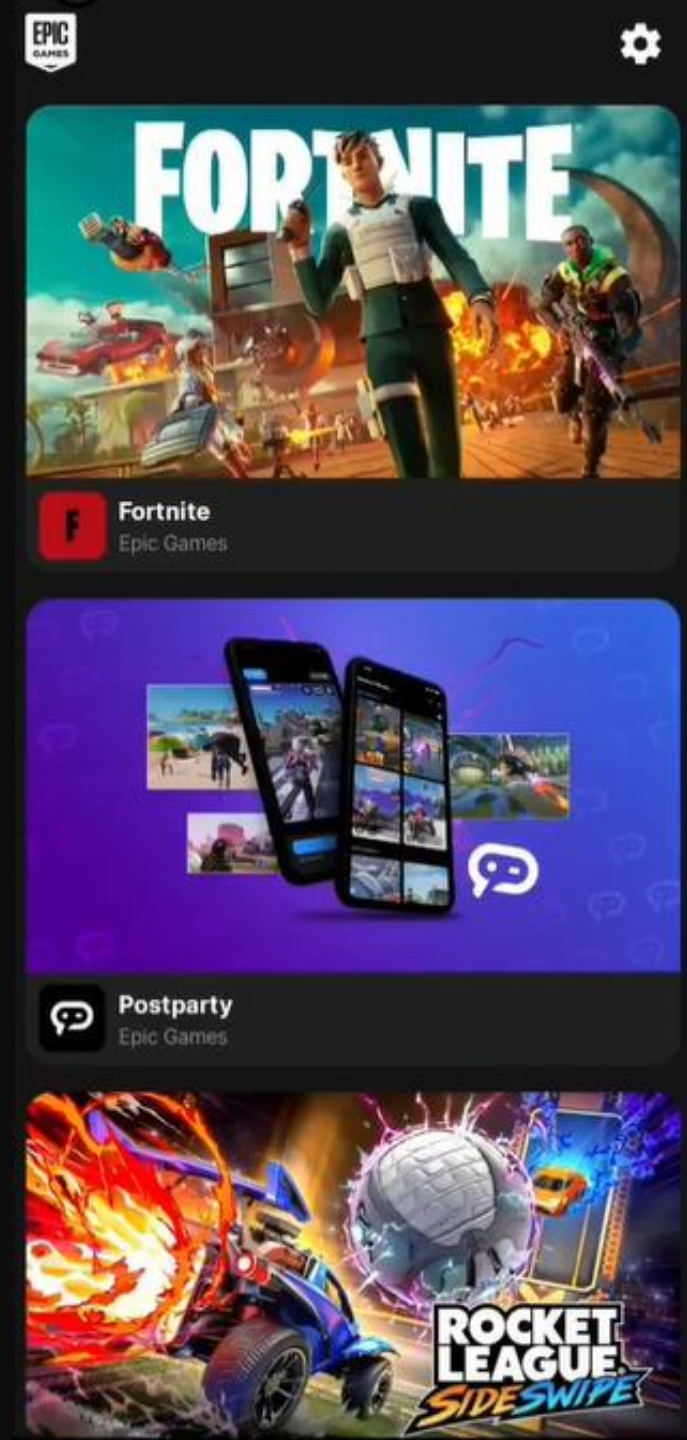 EPIC
GAMES
FORTNITE
F
Fortnite
Epic Games
Postparty
Epic Games
ROCKET
LEAGUE
SIDESWIPE